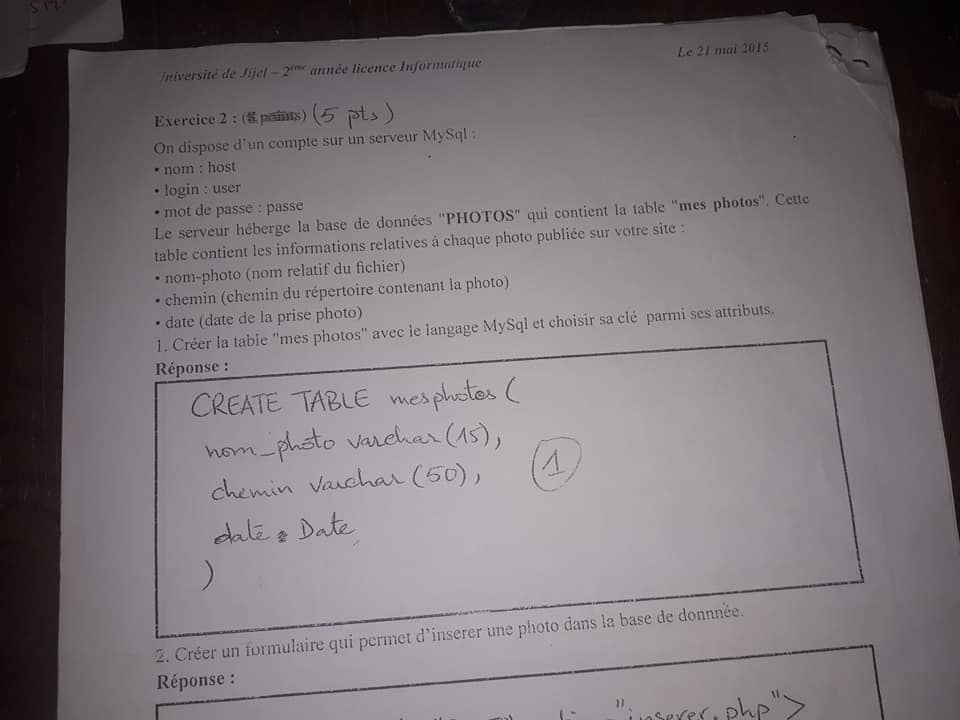 Université de Jijel – 2ème année licence Informatique
Le 21 mai 2015
Exercice 2 : (5 pts)
On dispose d'un compte sur un serveur MySql :
• nom : host
• login : user
• mot de passe : passe
Le serveur héberge la base de données "PHOTOS" qui contient la table "mes photos". Cette
table contient les informations relatives à chaque photo publiée sur votre site :
• nom-photo (nom relatif du fichier)
• chemin (chemin du répertoire contenant la photo)
• date (date de la prise photo)
1. Créer la table "mes photos" avec le langage MySql et choisir sa clé parmi ses attributs.
Réponse :
CREATE TABLE mesphotos (
nom_photo varchar(15),
chemin varchar(50),
1
date Date
)
2. Créer un formulaire qui permet d'inserer une photo dans la base de donnnée.
Réponse :
"inserer.php">